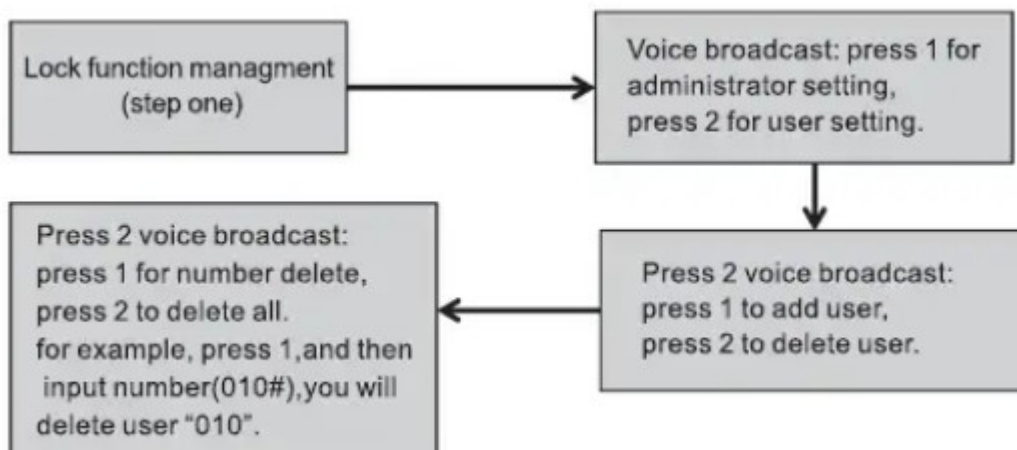 Lock function managment
(step one)
Voice broadcast: press 1 for
administrator setting,
press 2 for user setting.
Press 2 voice broadcast:
press 1 to add user,
press 2 to delete user.
Press 2 voice broadcast:
press 1 for number delete,
press 2 to delete all.
for example, press 1,and then
input number(010#),you will
delete user “010”.